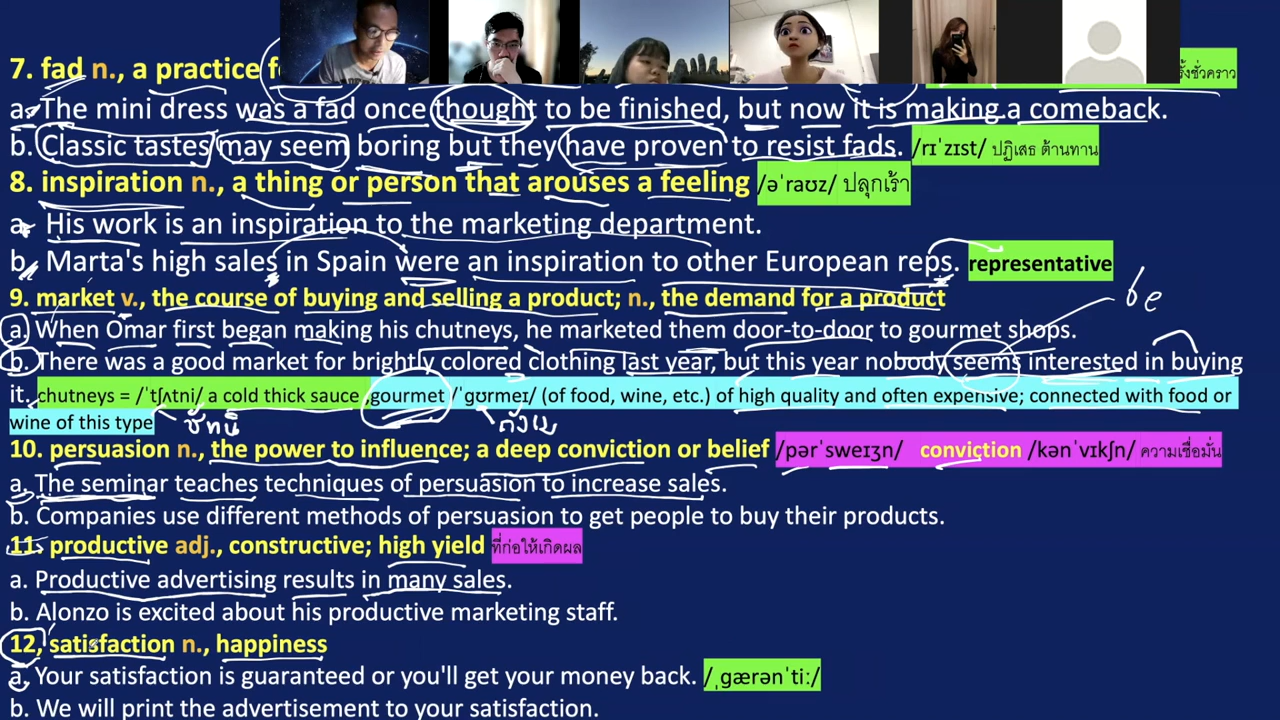 7. fad n., a practice f
รั้งชั่วคราว
a. The mini dress was a fad once thought to be finished, but now it is making a comeback.
b. Classic tastes may seem boring but they have proven to resist fads. /rɪˈzɪst/ ปฏิเสธ ต้านทาน
8. inspiration n., a thing or person that arouses a feeling /əˈraʊz/ ปลุกเร้า
a. His work is an inspiration to the marketing department.
b. Marta's high sales in Spain were an inspiration to other European reps. representative
9. market v., the course of buying and selling a product; n., the demand for a product
be
a. When Omar first began making his chutneys, he marketed them door-to-door to gourmet shops.
b. There was a good market for brightly colored clothing last year, but this year nobody seems interested in buying
it. chutneys = /ˈtʃʌtni/ a cold thick sauce ,gourmet /ˈɡʊrmeɪ/ (of food, wine, etc.) of high quality and often expensive; connected with food or
wine of this type
10. persuasion n., the power to influence; a deep conviction or belief /pərˈsweɪʒn/ conviction /kənˈvɪkʃn/ ความเชื่อมั่น
a. The seminar teaches techniques of persuasion to increase sales.
b. Companies use different methods of persuasion to get people to buy their products.
11. productive adj., constructive; high yield ที่ก่อให้เกิดผล
a. Productive advertising results in many sales.
b. Alonzo is excited about his productive marketing staff.
12. satisfaction n., happiness
a. Your satisfaction is guaranteed or you'll get your money back. /ˌɡærənˈtiː/
b. We will print the advertisement to your satisfaction.